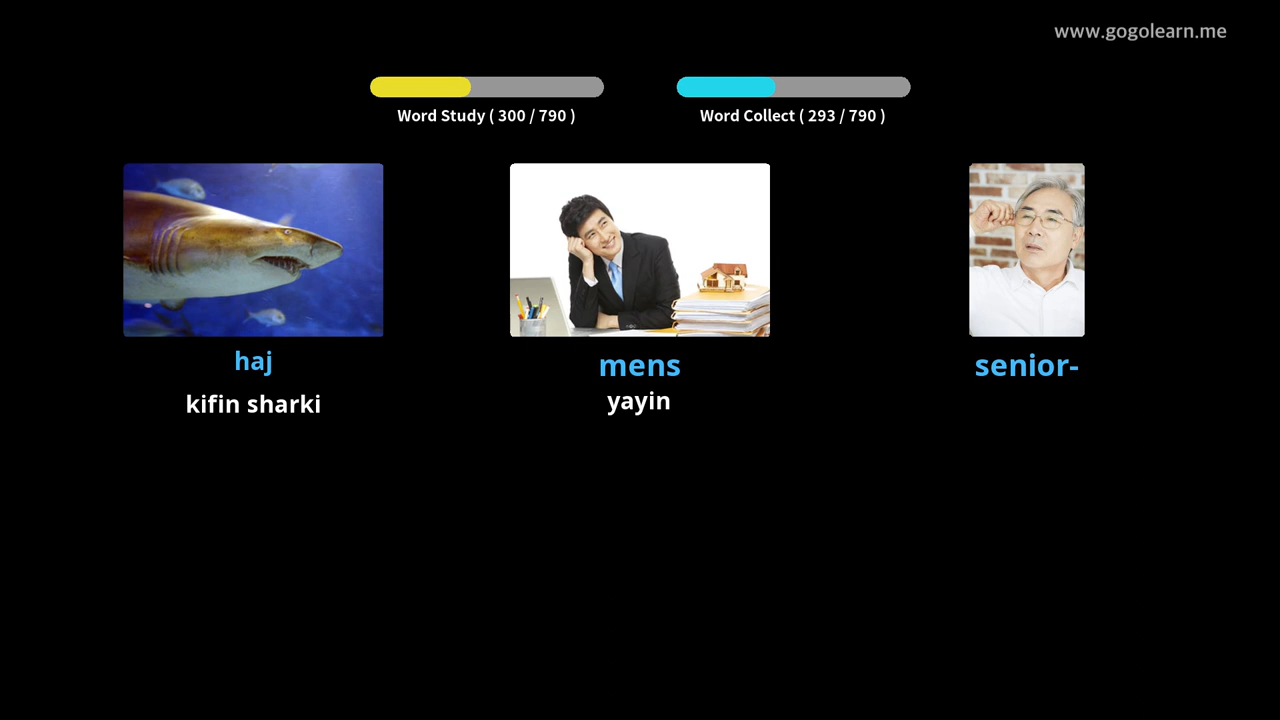 www.gogolearn.me
Word Study ( 300 / 790 )
Word Collect ( 293 / 790 )
haj
kifin sharki
mens
yayin
senior-